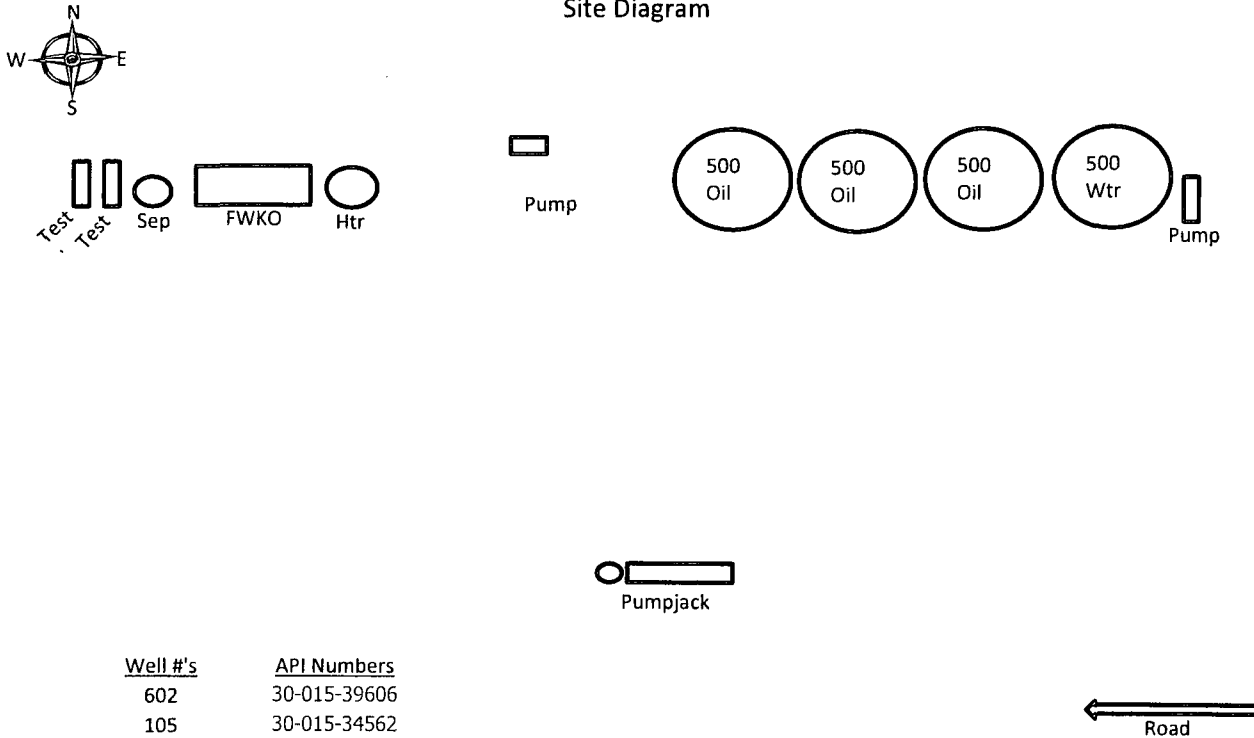 Site Diagram
N
W E
S
500 Oil
500 Oil
500 Oil
500 Wtr
Test
Test
Sep
FWKO
Htr
Pump
Pump
Pumpjack
Well #'s API Numbers
602 30-015-39606
105 30-015-34562
Road